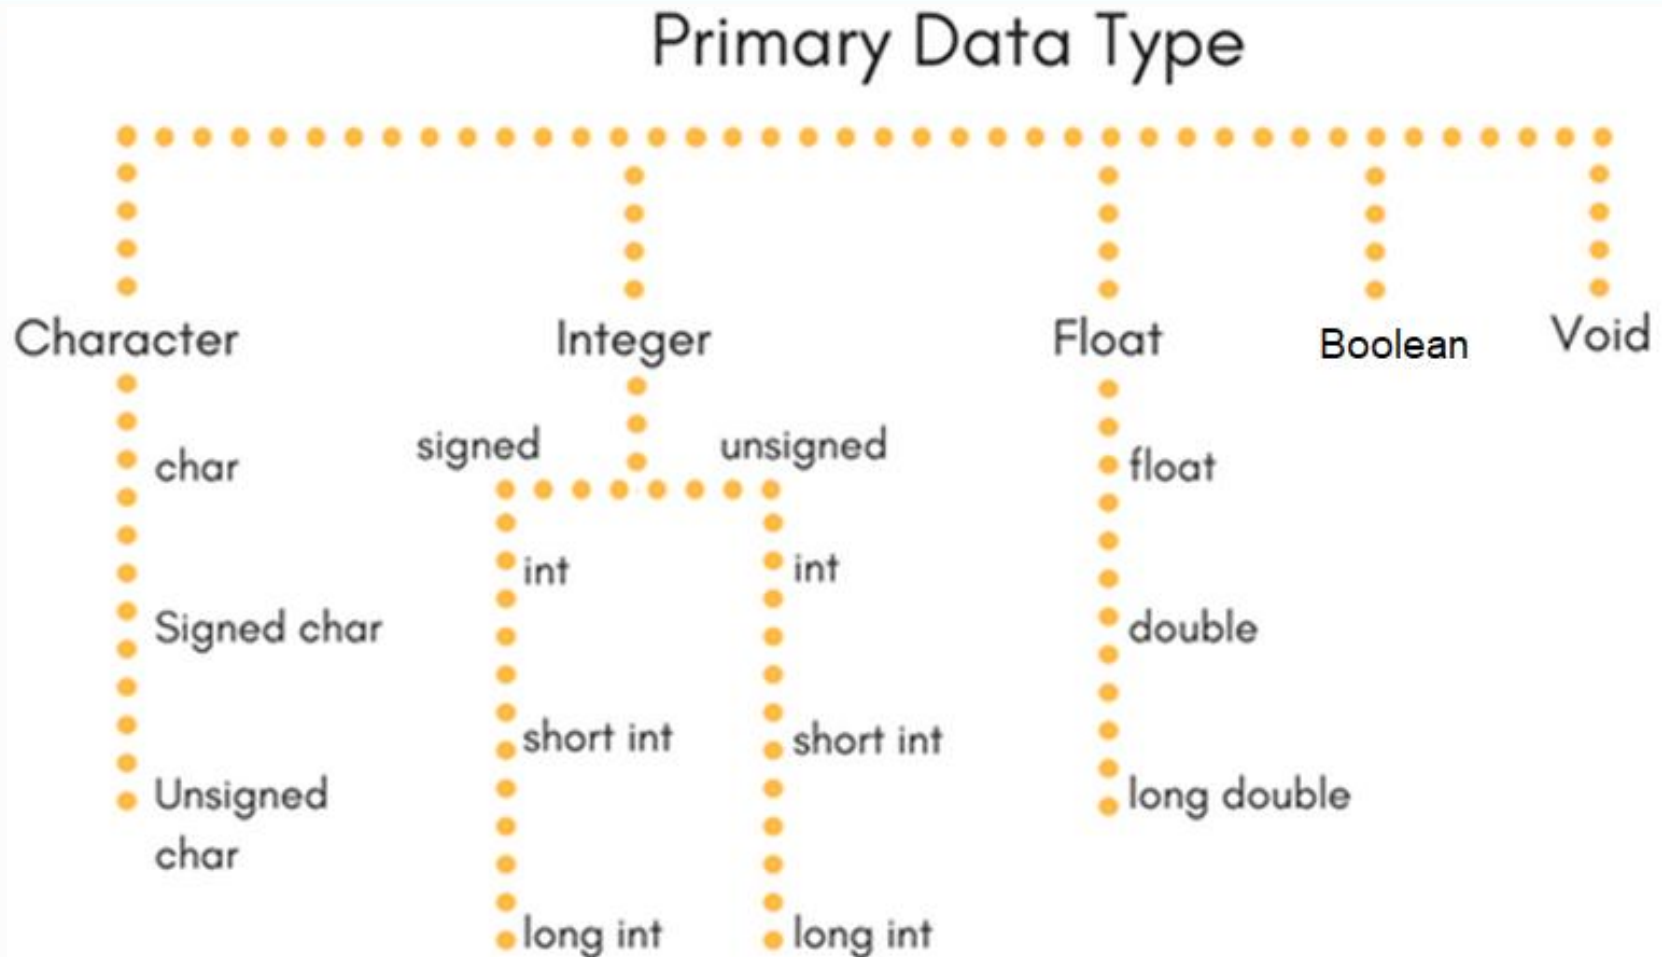 Primary Data Type
Character
Integer
Float
Boolean
Void
char
Signed char
Unsigned
char
signed
unsigned
int
short int
long int
int
short int
long int
float
double
long double